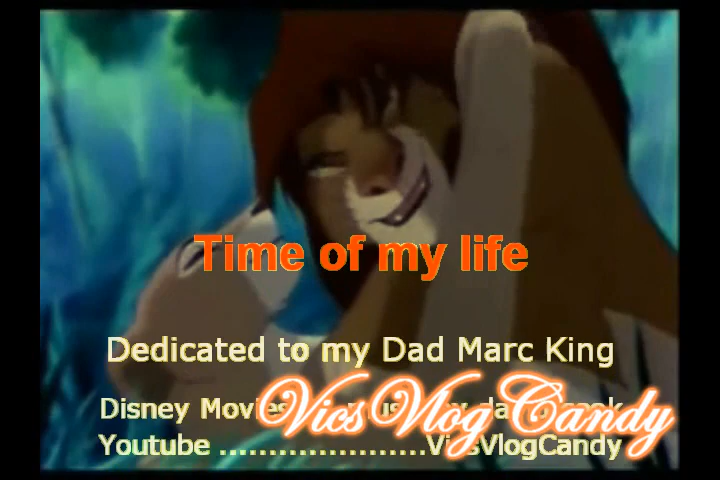 Time of my life
Dedicated to my Dad Marc King
Disney Movies
VicsVlogCandy
Youtube .....................VicsVlogCandy